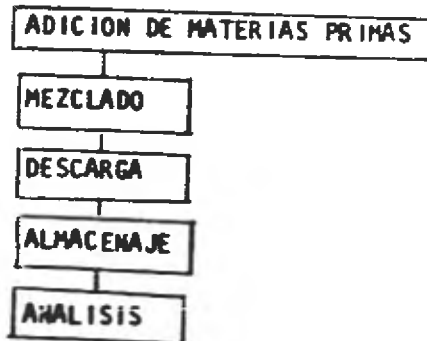 ADICION DE MATERIAS PRIMAS
MEZCLADO
DESCARGA
ALMACENAJE
ANALISIS